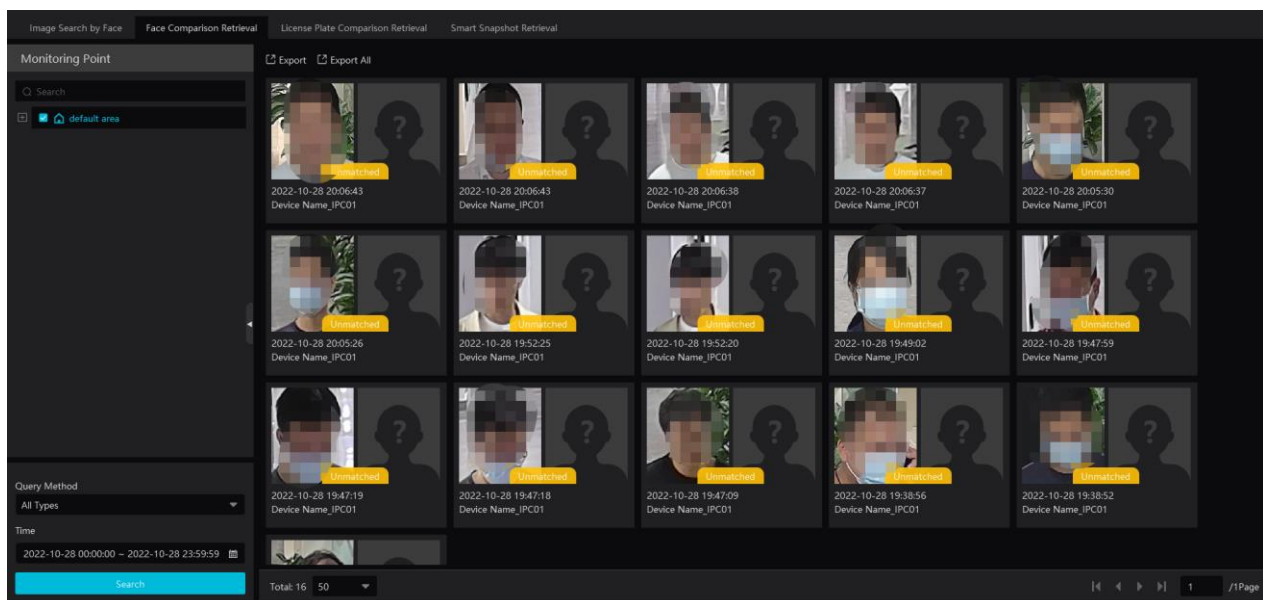 Image Search by Face
Face Comparison Retrieval
License Plate Comparison Retrieval
Smart Snapshot Retrieval
Monitoring Point
Export
Export All
Search
default area
? Unmatched
2022-10-28 20:06:43
Device Name_IPC01
? Unmatched
2022-10-28 20:06:43
Device Name_IPC01
? Unmatched
2022-10-28 20:06:38
Device Name_IPC01
? Unmatched
2022-10-28 20:06:37
Device Name_IPC01
? Unmatched
2022-10-28 20:05:30
Device Name_IPC01
? Unmatched
2022-10-28 20:05:26
Device Name_IPC01
? Unmatched
2022-10-28 19:52:25
Device Name_IPC01
? Unmatched
2022-10-28 19:52:20
Device Name_IPC01
? Unmatched
2022-10-28 19:49:02
Device Name_IPC01
? Unmatched
2022-10-28 19:47:59
Device Name_IPC01
? Unmatched
2022-10-28 19:47:19
Device Name_IPC01
? Unmatched
2022-10-28 19:47:18
Device Name_IPC01
? Unmatched
2022-10-28 19:47:09
Device Name_IPC01
? Unmatched
2022-10-28 19:38:56
Device Name_IPC01
? Unmatched
2022-10-28 19:38:52
Device Name_IPC01
Query Method
All Types
Time
2022-10-28 00:00:00 ~ 2022-10-28 23:59:59
Search
Total: 16 50
1 /1Page